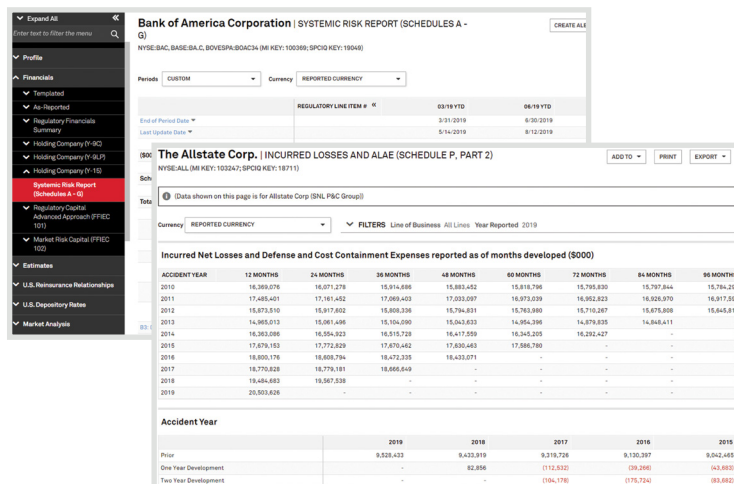 Expand All «
Enter text to filter the menu
Profile
Financials
Templated
As-Reported
Regulatory Financials
Summary
Holding Company (Y-9C)
Holding Company (Y-9LP)
Holding Company (Y-15)
Systemic Risk Report
(Schedules A - G)
Regulatory Capital
Advanced Approach (FFIEC
101)
Market Risk Capital (FFIEC
102)
Estimates
U.S. Reinsurance Relationships
U.S. Depository Rates
Market Analysis
Bank of America Corporation | SYSTEMIC RISK REPORT (SCHEDULES A -
G)
CREATE ALE
NYSE:BAC, BASE:BA.C, BOVESPA:BOAC34 (MI KEY: 100369; SPCIQ KEY: 19049)
Periods CUSTOM Currency REPORTED CURRENCY
REGULATORY LINE ITEM # « 03/19 YTD 06/19 YTD
End of Period Date 3/31/2019 6/30/2019
Last Update Date 5/14/2019 8/12/2019
($00
Sch
Tota
B3: 
The Allstate Corp. | INCURRED LOSSES AND ALAE (SCHEDULE P, PART 2)
ADD TO PRINT EXPORT
NYSE:ALL (MI KEY: 103247; SPCIQ KEY: 18711)
(Data shown on this page is for Allstate Corp (SNL P&C Group))
Currency REPORTED CURRENCY FILTERS Line of Business All Lines Year Reported 2019
Incurred Net Losses and Defense and Cost Containment Expenses reported as of months developed ($000)
ACCIDENT YEAR 12 MONTHS 24 MONTHS 36 MONTHS 48 MONTHS 60 MONTHS 72 MONTHS 84 MONTHS 96 MONTHS
2010 16,369,076 16,071,278 15,914,686 15,883,452 15,818,796 15,795,830 15,797,844 15,784,29
2011 17,485,401 17,161,452 17,069,403 17,033,097 16,973,039 16,952,823 16,926,970 16,917,59
2012 15,873,510 15,917,602 15,808,336 15,794,831 15,763,980 15,710,267 15,675,808 15,645,81
2013 14,965,013 15,061,496 15,104,090 15,043,633 14,954,396 14,879,835 14,848,411
2014 16,363,086 16,554,923 16,515,728 16,417,559 16,345,205 16,292,427 -
2015 17,679,153 17,772,829 17,670,462 17,630,463 17,586,780 - -
2016 18,800,176 18,608,794 18,472,335 18,433,071 - - -
2017 18,770,828 18,779,181 18,666,649 - - - -
2018 19,484,683 19,567,538 - - - - -
2019 20,503,626 - - - - - -
Accident Year
2019 2018 2017 2016 2015
Prior 9,528,433 9,433,919 9,319,726 9,130,397 9,042,465
One Year Development - 82,856 (112,532) (39,266) (43,683)
Two Year Development - - (104,178) (175,724) (83,692)